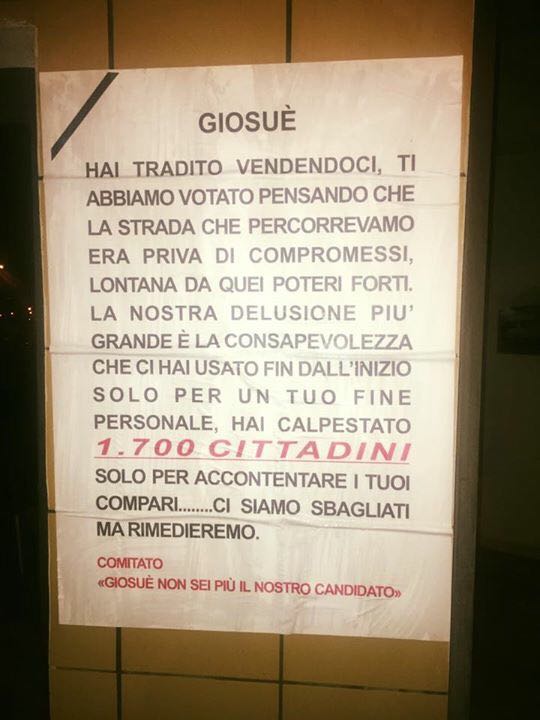 GIOSUÈ
HAI TRADITO VENDENDOCI, TI
ABBIAMO VOTATO PENSANDO CHE
LA STRADA CHE PERCORREVAMO
ERA PRIVA DI COMPROMESSI,
LONTANA DA QUEI POTERI FORTI.
LA NOSTRA DELUSIONE PIU'
GRANDE È LA CONSAPEVOLEZZA
CHE CI HAI USATO FIN DALL'INIZIO
SOLO PER UN TUO FINE
PERSONALE, HAI CALPESTATO
1.700 CITTADINI
SOLO PER ACCONTENTARE I TUOI
COMPARI........CI SIAMO SBAGLIATI
MA RIMEDIEREMO.
COMITATO
«GIOSUÈ NON SEI PIÙ IL NOSTRO CANDIDATO»